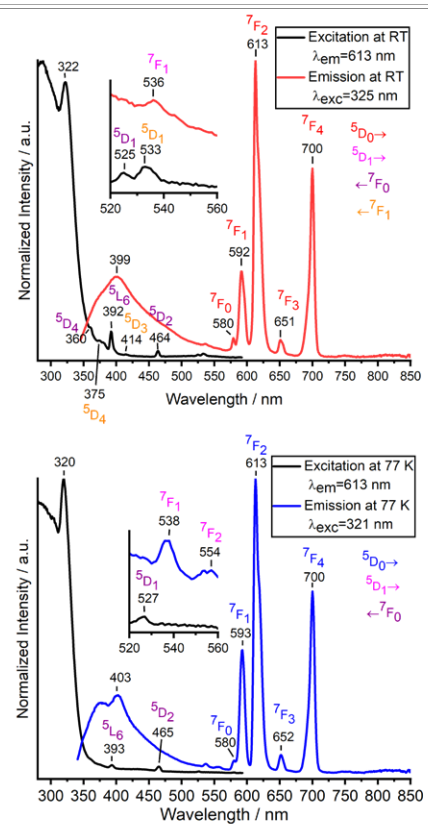 ⁷F₂
613
Excitation at RT
λem=613 nm
Emission at RT
λexc=325 nm
322
⁷F₁
536
⁵D₁
⁵D₁
525
533
520
540
560
⁷F₄
700
⁵D₀→
⁵D₁→
←⁷F₀
←⁷F₁
⁷F₁
592
399
⁵L₆
392
⁵D₄
360
⁵D₃
414
⁵D₂
464
⁷F₀
580
⁷F₃
651
375
⁵D₄
Normalized Intensity / a.u.
300 350 400 450 500 550 600 650 700 750 800 850
Wavelength / nm
⁷F₂
613
Excitation at 77 K
λem=613 nm
Emission at 77 K
λexc=321 nm
320
⁷F₁
538
⁷F₂
554
⁵D₁
527
520
540
560
⁷F₄
700
⁵D₀→
⁵D₁→
←⁷F₀
⁷F₁
593
403
⁵L₆
393
⁵D₂
465
⁷F₀
580
⁷F₃
652
Normalized Intensity / a.u.
300 350 400 450 500 550 600 650 700 750 800 850
Wavelength / nm